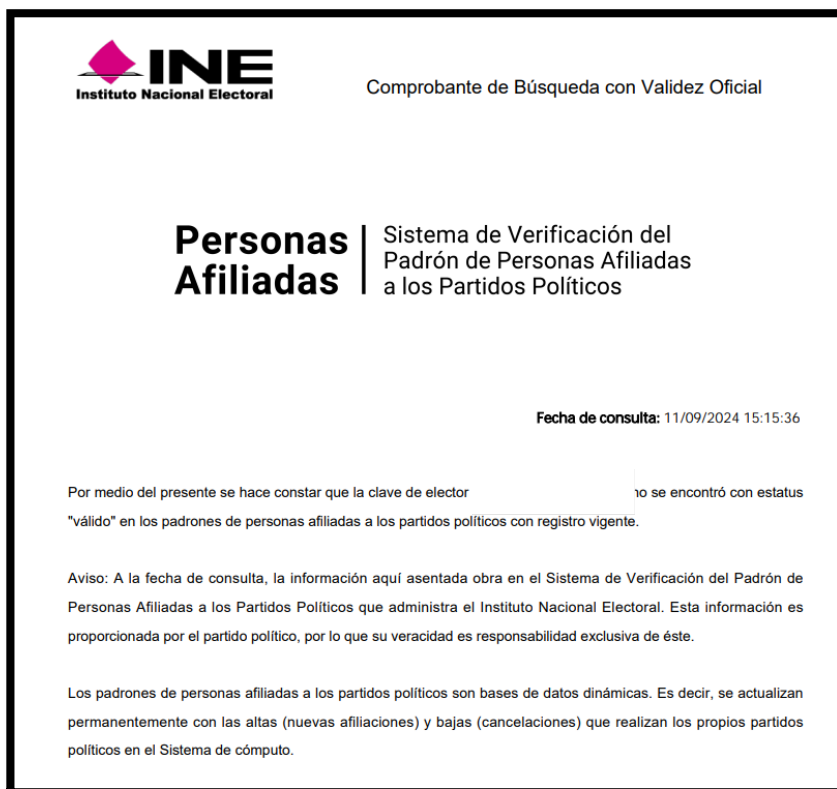 INE
Instituto Nacional Electoral
Comprobante de Búsqueda con Validez Oficial
Personas
Afiliadas
Sistema de Verificación del
Padrón de Personas Afiliadas
a los Partidos Políticos
Fecha de consulta: 11/09/2024 15:15:36
Por medio del presente se hace constar que la clave de elector no se encontró con estatus
"válido" en los padrones de personas afiliadas a los partidos políticos con registro vigente.
Aviso: A la fecha de consulta, la información aquí asentada obra en el Sistema de Verificación del Padrón de
Personas Afiliadas a los Partidos Políticos que administra el Instituto Nacional Electoral. Esta información es
proporcionada por el partido político, por lo que su veracidad es responsabilidad exclusiva de éste.
Los padrones de personas afiliadas a los partidos políticos son bases de datos dinámicas. Es decir, se actualizan
permanentemente con las altas (nuevas afiliaciones) y bajas (cancelaciones) que realizan los propios partidos
políticos en el Sistema de cómputo.